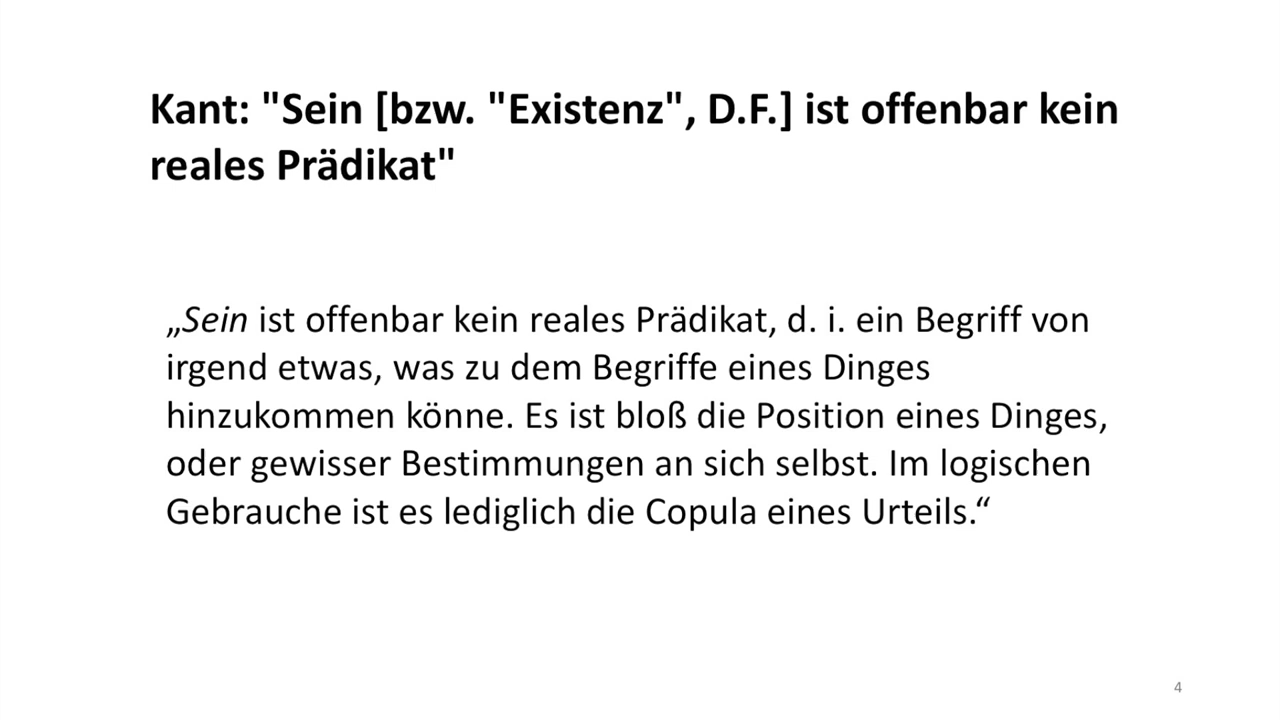 Kant: "Sein [bzw. "Existenz", D.F.] ist offenbar kein
reales Prädikat"
„Sein ist offenbar kein reales Prädikat, d. i. ein Begriff von
irgend etwas, was zu dem Begriffe eines Dinges
hinzukommen könne. Es ist bloß die Position eines Dinges,
oder gewisser Bestimmungen an sich selbst. Im logischen
Gebrauche ist es lediglich die Copula eines Urteils.“
4